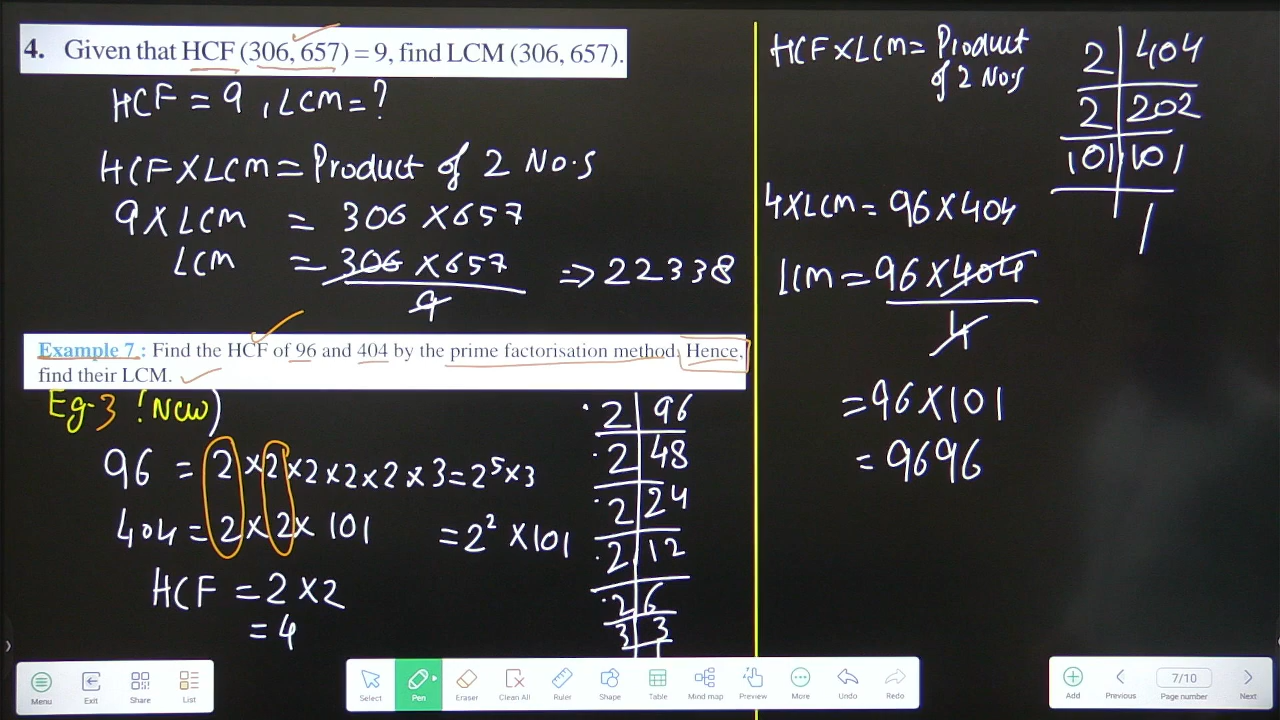 4. Given that HCF (306, 657) = 9, find LCM (306, 657).
HCF = 9 , LCM = ?
HCF X LCM = Product of 2 No.s
9 X LCM = 306 X 657
LCM = 306 X 657 => 22338
9
Example 7 : Find the HCF of 96 and 404 by the prime factorisation method. Hence,
find their LCM.
Eg-3 (New)
96 = 2 × 2 × 2 × 2 × 2 × 3 = 2⁵ × 3
404 = 2 × 2 × 101 = 2² × 101
HCF = 2 × 2
= 4
2 | 96
2 | 48
2 | 24
2 | 12
2 | 6
3 | 3
1
HCF X LCM = Product
of 2 No.s
4 X LCM = 96 X 404
LCM = 96 X 404
4
= 96 X 101
= 9696
2 | 404
2 | 202
101 | 101
1
Menu Exit Share List
Select Pen Eraser Clean All Ruler Shape Table Mind map Preview More Undo Redo
Add Previous 7/10 Page number Next